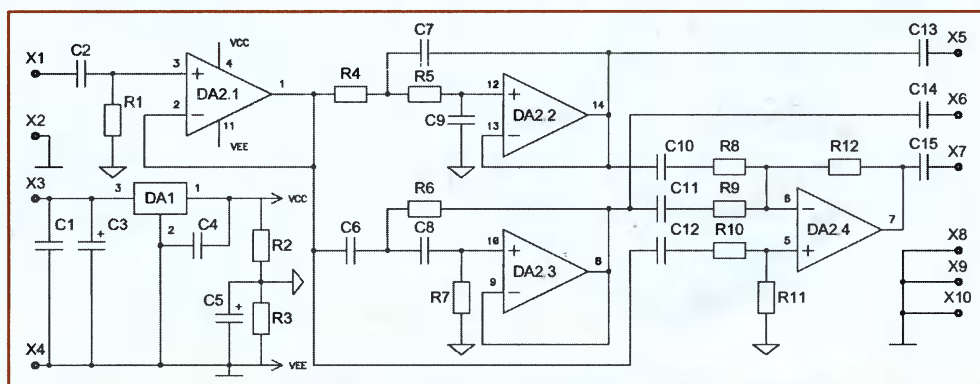 C7
C13
X5
X1
C2
VCC
3
4
DA2.1
1
2
11
VEE
R1
R4
R5
12
DA2.2
14
13
C9
C14
X6
X2
C10
R8
R12
C15
X7
X3
3
DA1
1
VCC
2
C4
C1
C3
R2
R6
C11
R9
6
C6
C8
C12
R10
DA2.4
7
5
10
DA2.3
8
9
R7
R11
C5
R3
X8
X9
X10
X4
VEE